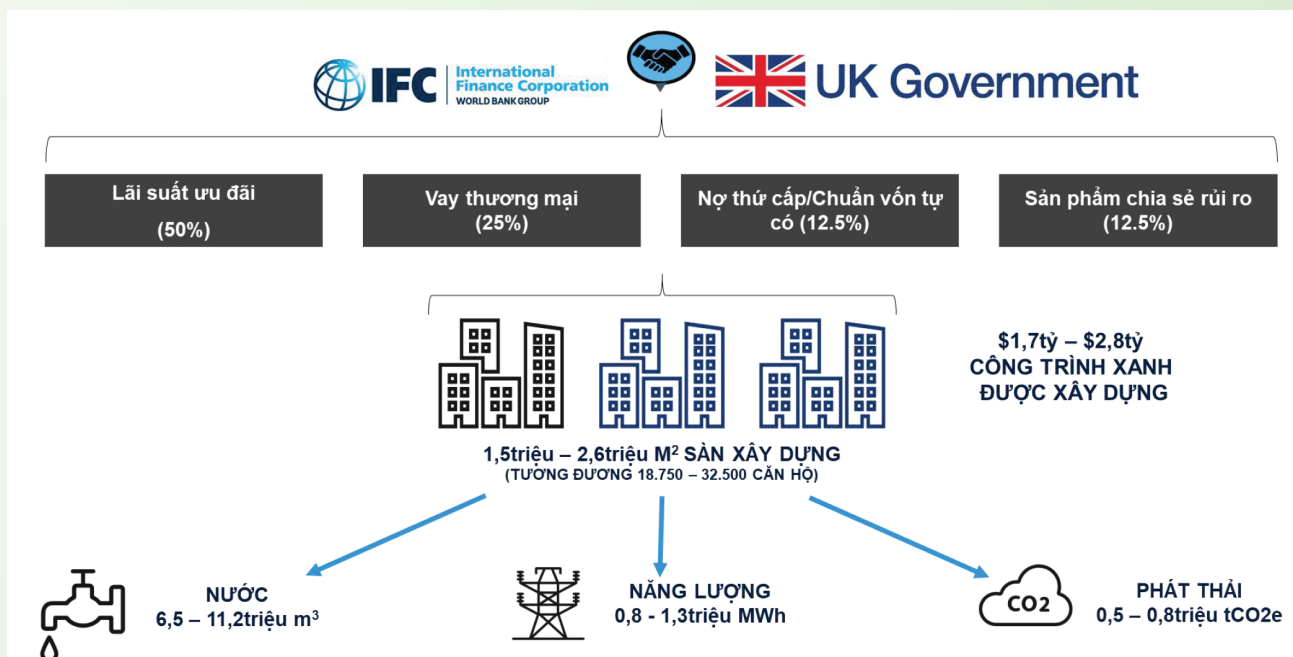 IFC
International
Finance Corporation
WORLD BANK GROUP
UK Government
Lãi suất ưu đãi
(50%)
Vay thương mại
(25%)
Nợ thứ cấp/Chuẩn vốn tự
có (12.5%)
Sản phẩm chia sẻ rủi ro
(12.5%)
$1,7tỷ – $2,8tỷ
CÔNG TRÌNH XANH
ĐƯỢC XÂY DỰNG
1,5triệu – 2,6triệu M² SÀN XÂY DỰNG
(TƯƠNG ĐƯƠNG 18.750 – 32.500 CĂN HỘ)
NƯỚC
6,5 – 11,2triệu m³
NĂNG LƯỢNG
0,8 - 1,3triệu MWh
CO2
PHÁT THẢI
0,5 – 0,8triệu tCO2e